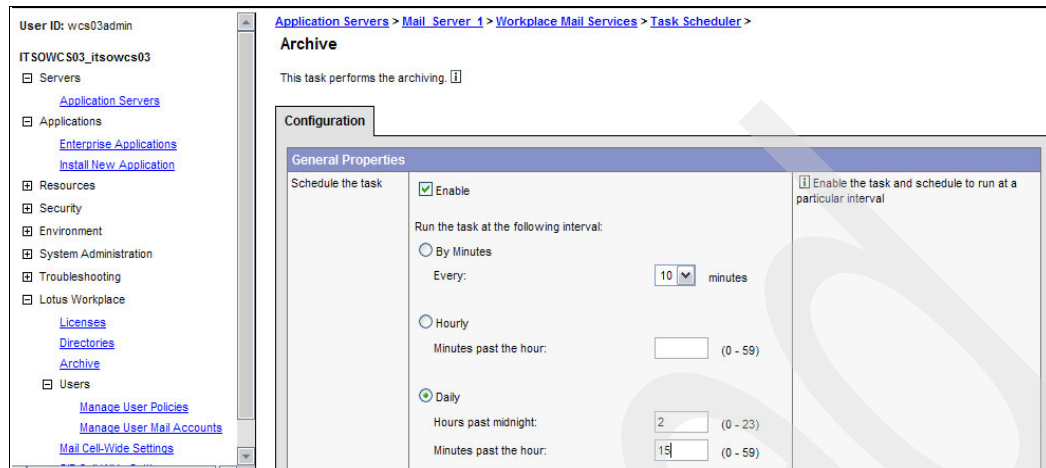 User ID: wcs03admin
ITSOWCS03_itsowcs03
Servers
Application Servers
Applications
Enterprise Applications
Install New Application
Resources
Security
Environment
System Administration
Troubleshooting
Lotus Workplace
Licenses
Directories
Archive
Users
Manage User Policies
Manage User Mail Accounts
Mail Cell-Wide Settings
Application Servers > Mail_Server_1 > Workplace Mail Services > Task Scheduler >
Archive
This task performs the archiving. i
Configuration
General Properties
Schedule the task
Enable
Run the task at the following interval:
By Minutes
Every: 10 minutes
Hourly
Minutes past the hour: (0 - 59)
Daily
Hours past midnight: 2 (0 - 23)
Minutes past the hour: 15 (0 - 59)
i Enable the task and schedule to run at a
particular interval